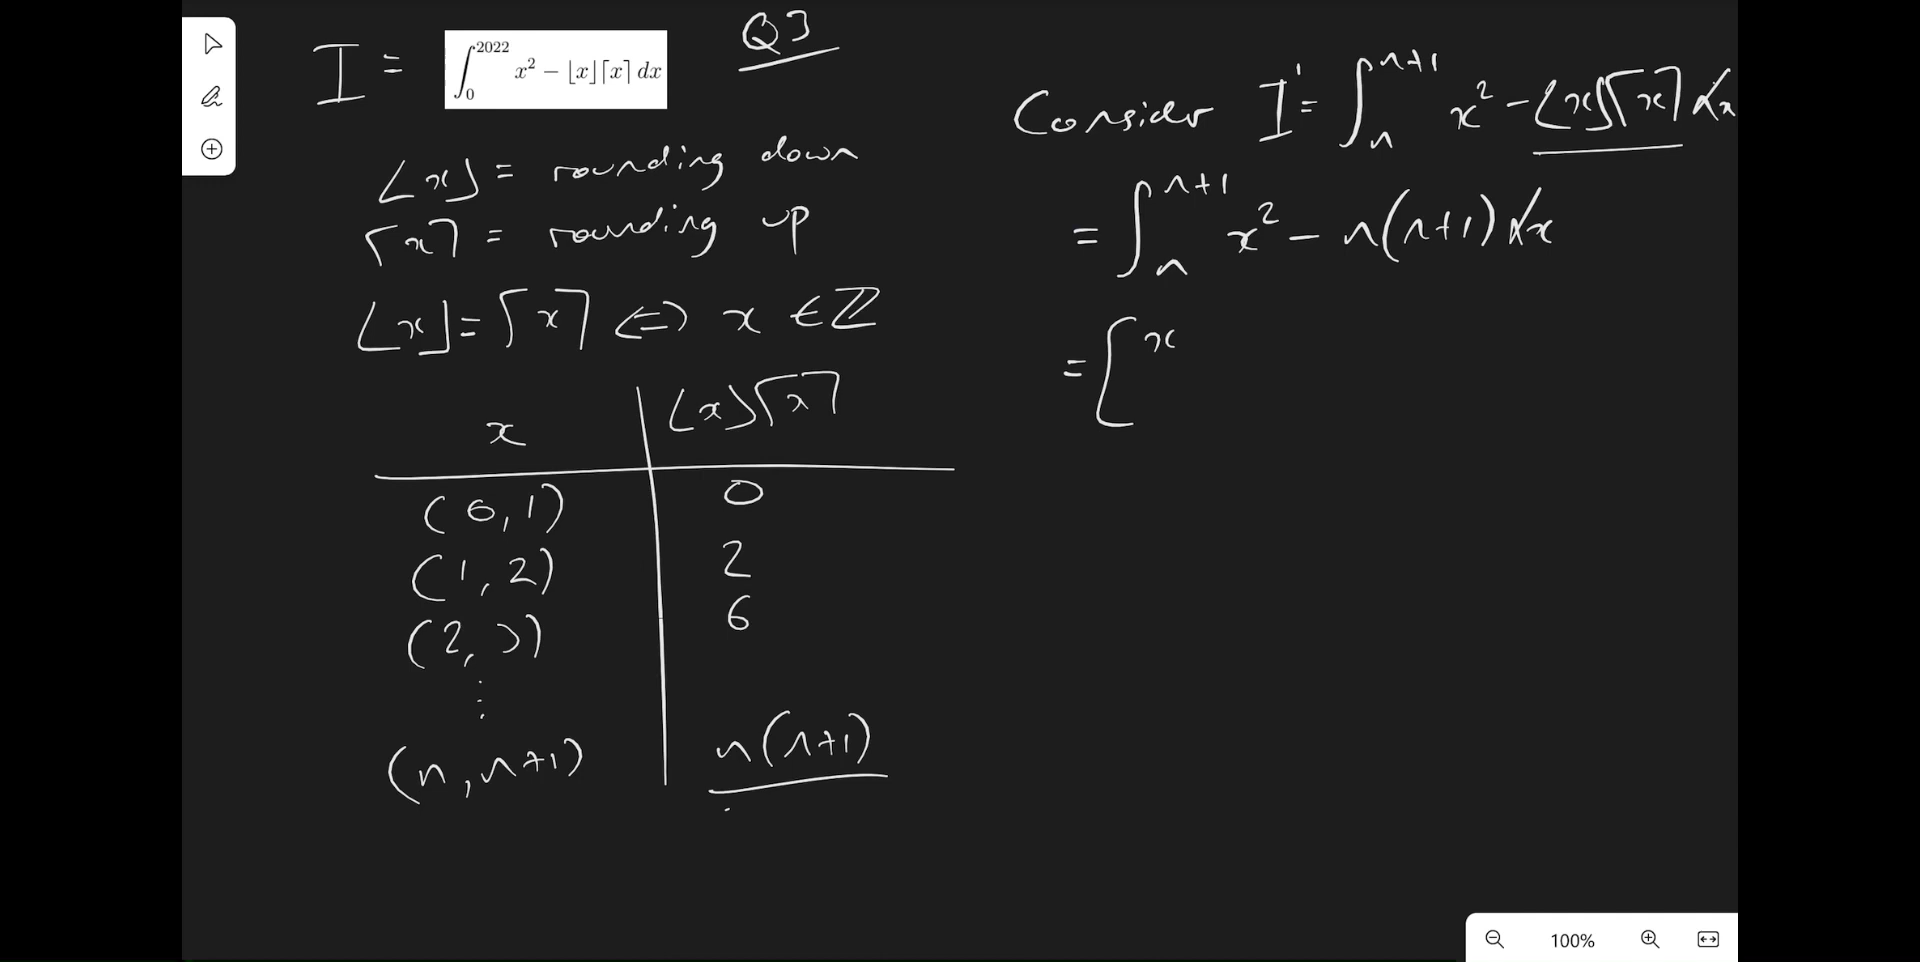 Q3
I = ∫₀²⁰²² x² − ⌊x⌋⌈x⌉ dx
⌊x⌋ = rounding down
⌈x⌉ = rounding up
⌊x⌋ = ⌈x⌉ ⇔ x ∈ ℤ
x | ⌊x⌋⌈x⌉
(0, 1) | 0
(1, 2) | 2
(2, 3) | 6
⋮
(n, n+1) | n(n+1)
Consider I' = ∫ₙⁿ⁺¹ x² − ⌊x⌋⌈x⌉ dx
= ∫ₙⁿ⁺¹ x² − n(n+1) dx
= [ x
100%